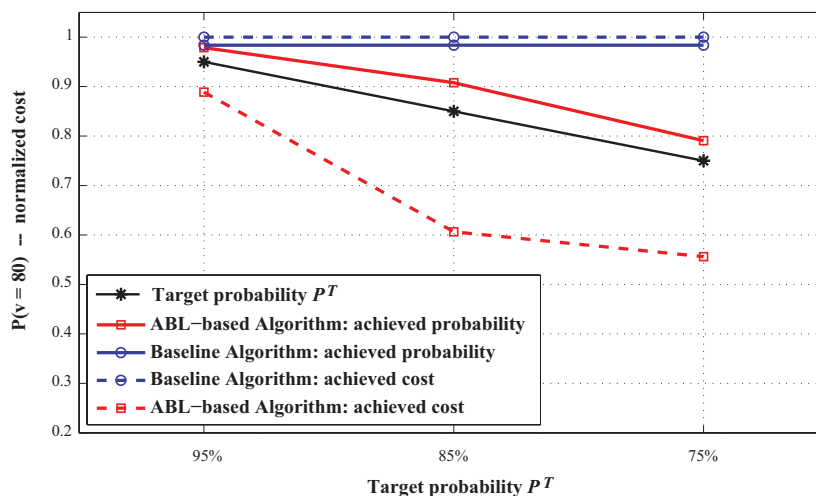 1
0.9
0.8
0.7
0.6
0.5
0.4
0.3
0.2
P(v = 80) -- normalized cost
Target probability P^T
ABL-based Algorithm: achieved probability
Baseline Algorithm: achieved probability
Baseline Algorithm: achieved cost
ABL-based Algorithm: achieved cost
95% 85% 75%
Target probability P^T